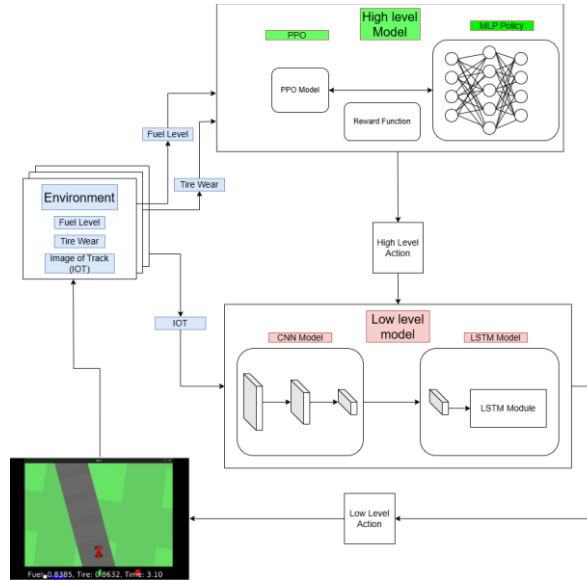 High level
Model
PPO
MLP Policy
PPO Model
Reward Function
Fuel Level
Tire Wear
Environment
Fuel Level
Tire Wear
Image of Track
(IOT)
High Level
Action
IOT
Low level
model
CNN Model
LSTM Model
LSTM Module
Low Level
Action
Fuel: 0.8385, Tire: 0.8632, Time: 3.10